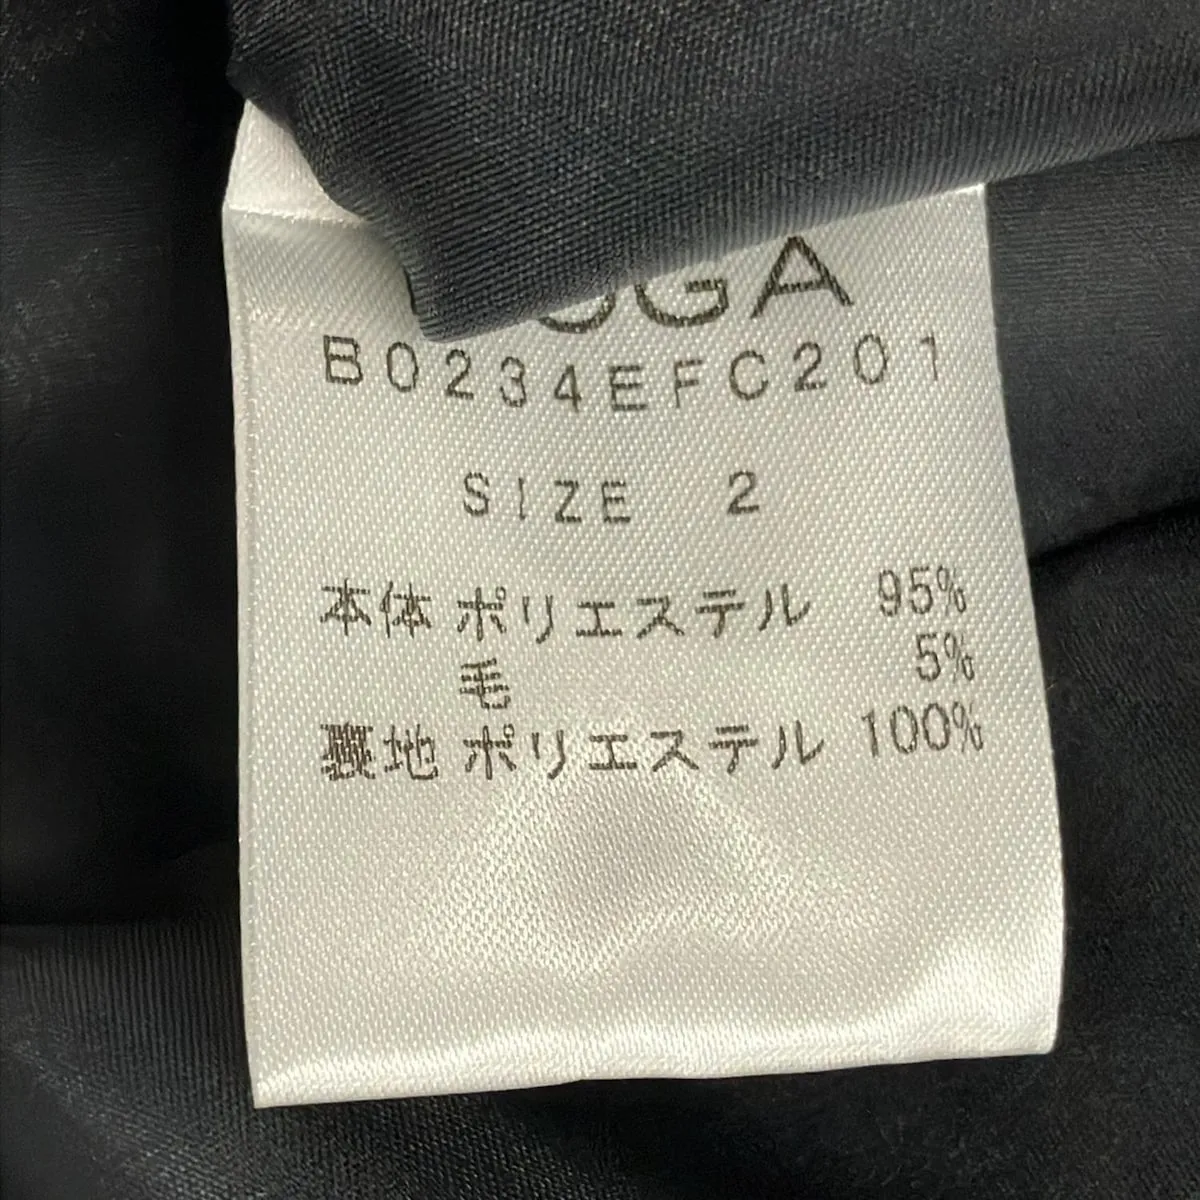 B0234EFC201
SIZE 2
本体 ポリエステル 95%
毛 5%
裏地 ポリエステル 100%